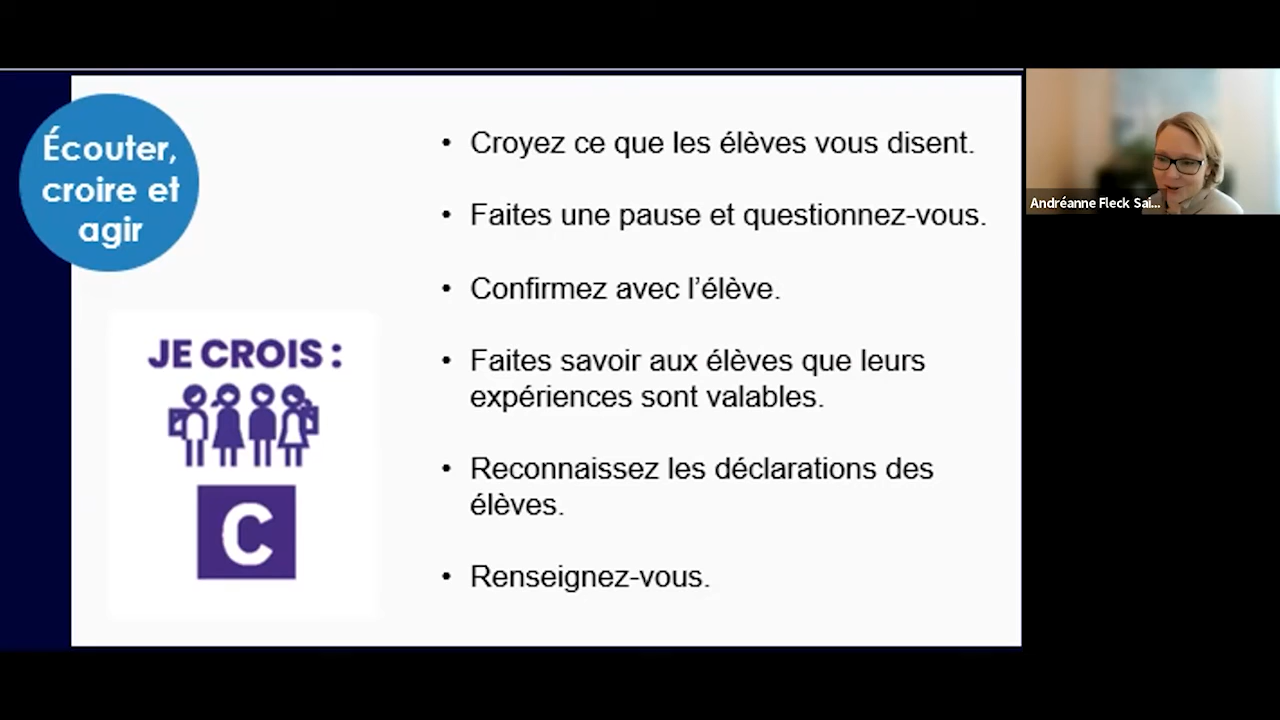 Écouter,
croire et
agir
JE CROIS :
C
• Croyez ce que les élèves vous disent.
• Faites une pause et questionnez-vous.
• Confirmez avec l’élève.
• Faites savoir aux élèves que leurs
expériences sont valables.
• Reconnaissez les déclarations des
élèves.
• Renseignez-vous.
Andréanne Fleck Sai...